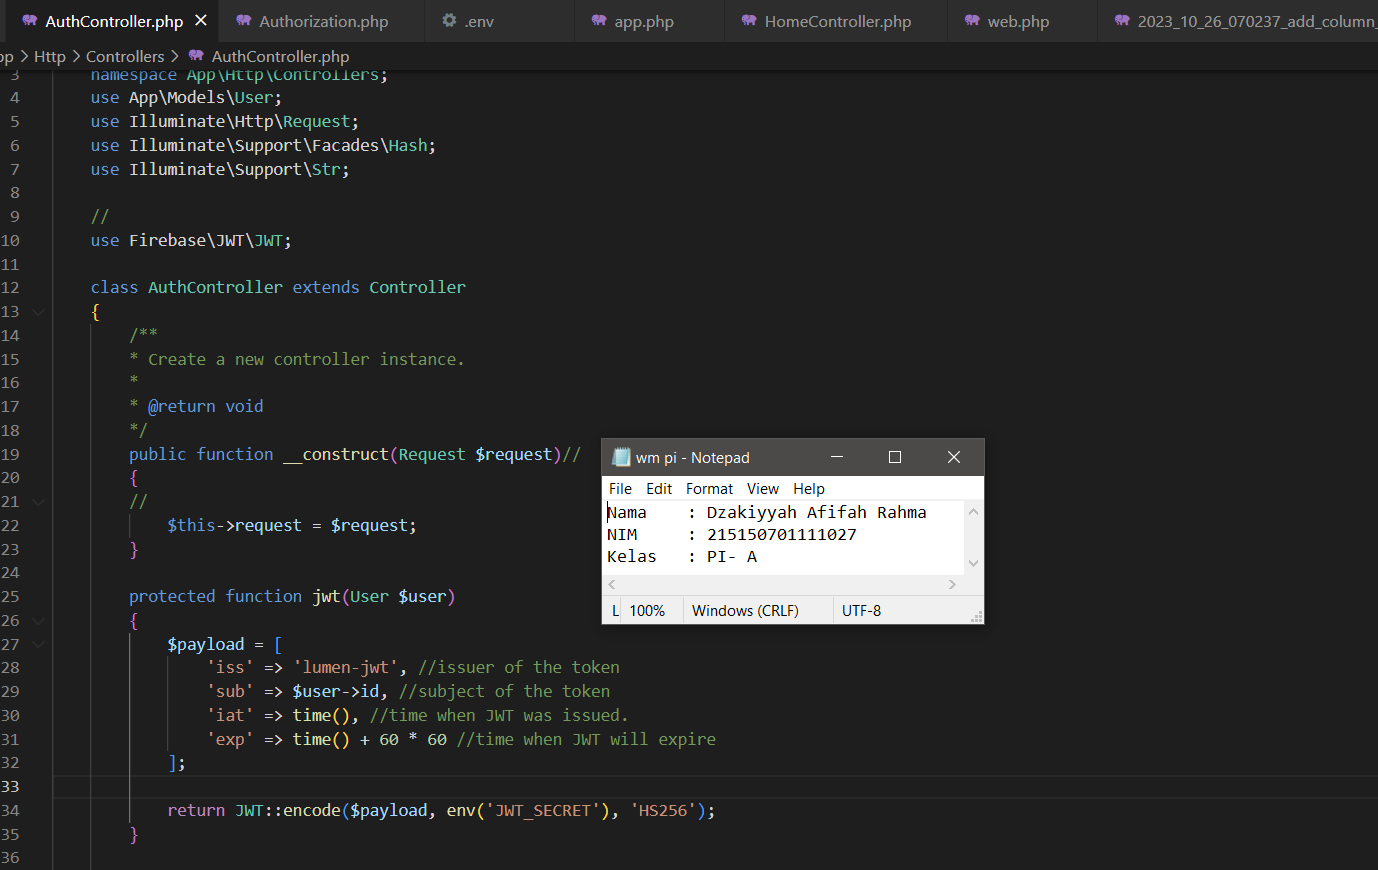 AuthController.php
Authorization.php
.env
app.php
HomeController.php
web.php
2023_10_26_070237_add_column_
Http > Controllers > AuthController.php
3 namespace App\Http\Controllers;
4 use App\Models\User;
5 use Illuminate\Http\Request;
6 use Illuminate\Support\Facades\Hash;
7 use Illuminate\Support\Str;
8
9 //
10 use Firebase\JWT\JWT;
11
12 class AuthController extends Controller
13 {
14 /**
15 * Create a new controller instance.
16 *
17 * @return void
18 */
19 public function __construct(Request $request)//
20 {
21 //
22 $this->request = $request;
23 }
24
25 protected function jwt(User $user)
26 {
27 $payload = [
28 'iss' => 'lumen-jwt', //issuer of the token
29 'sub' => $user->id, //subject of the token
30 'iat' => time(), //time when JWT was issued.
31 'exp' => time() + 60 * 60 //time when JWT will expire
32 ];
33
34 return JWT::encode($payload, env('JWT_SECRET'), 'HS256');
35 }
36
wm pi - Notepad
File Edit Format View Help
Nama : Dzakiyyah Afifah Rahma
NIM : 215150701111027
Kelas : PI- A
L 100% Windows (CRLF) UTF-8